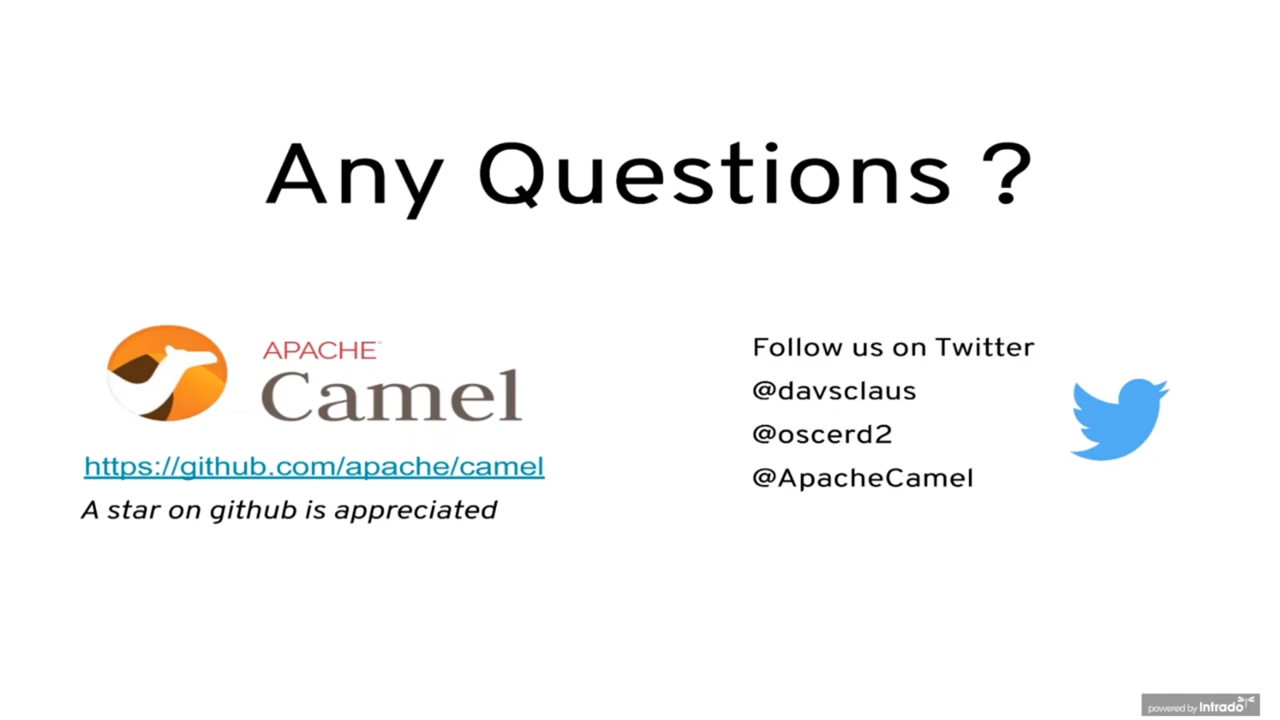 Any Questions ?
APACHE™
Camel
https://github.com/apache/camel
A star on github is appreciated
Follow us on Twitter
@davsclaus
@oscerd2
@ApacheCamel
powered by Intrado